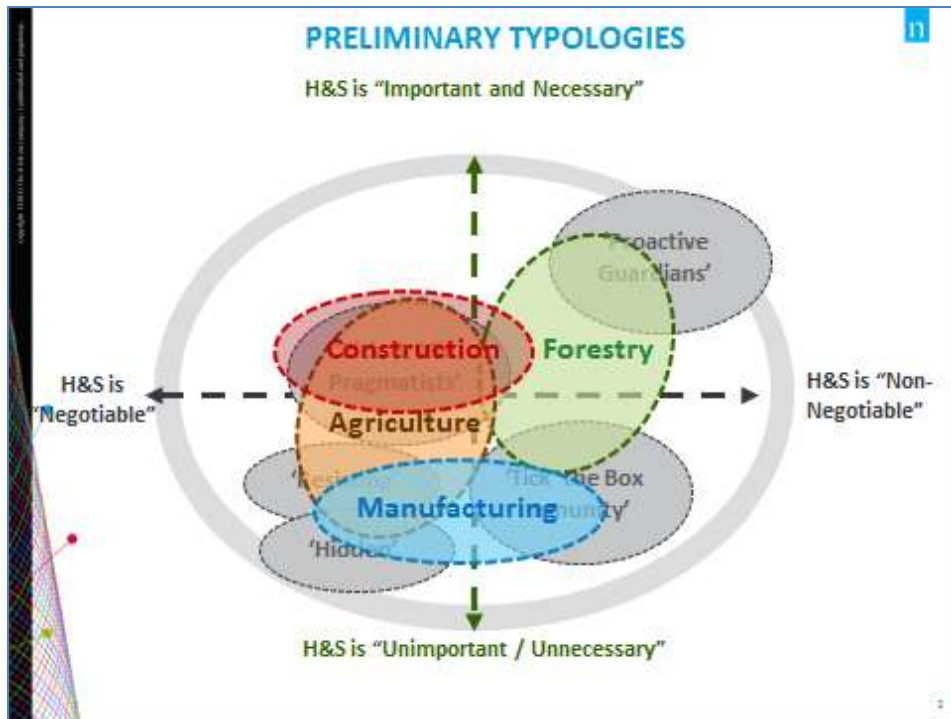 PRELIMINARY TYPOLOGIES
n
H&S is “Important and Necessary”
Guardians’
Construction
Forestry
Pragmatists’
H&S is
“Negotiable”
H&S is “Non-
Negotiable”
Agriculture
‘Tick The Box
Manufacturing
H&S is “Unimportant / Unnecessary”